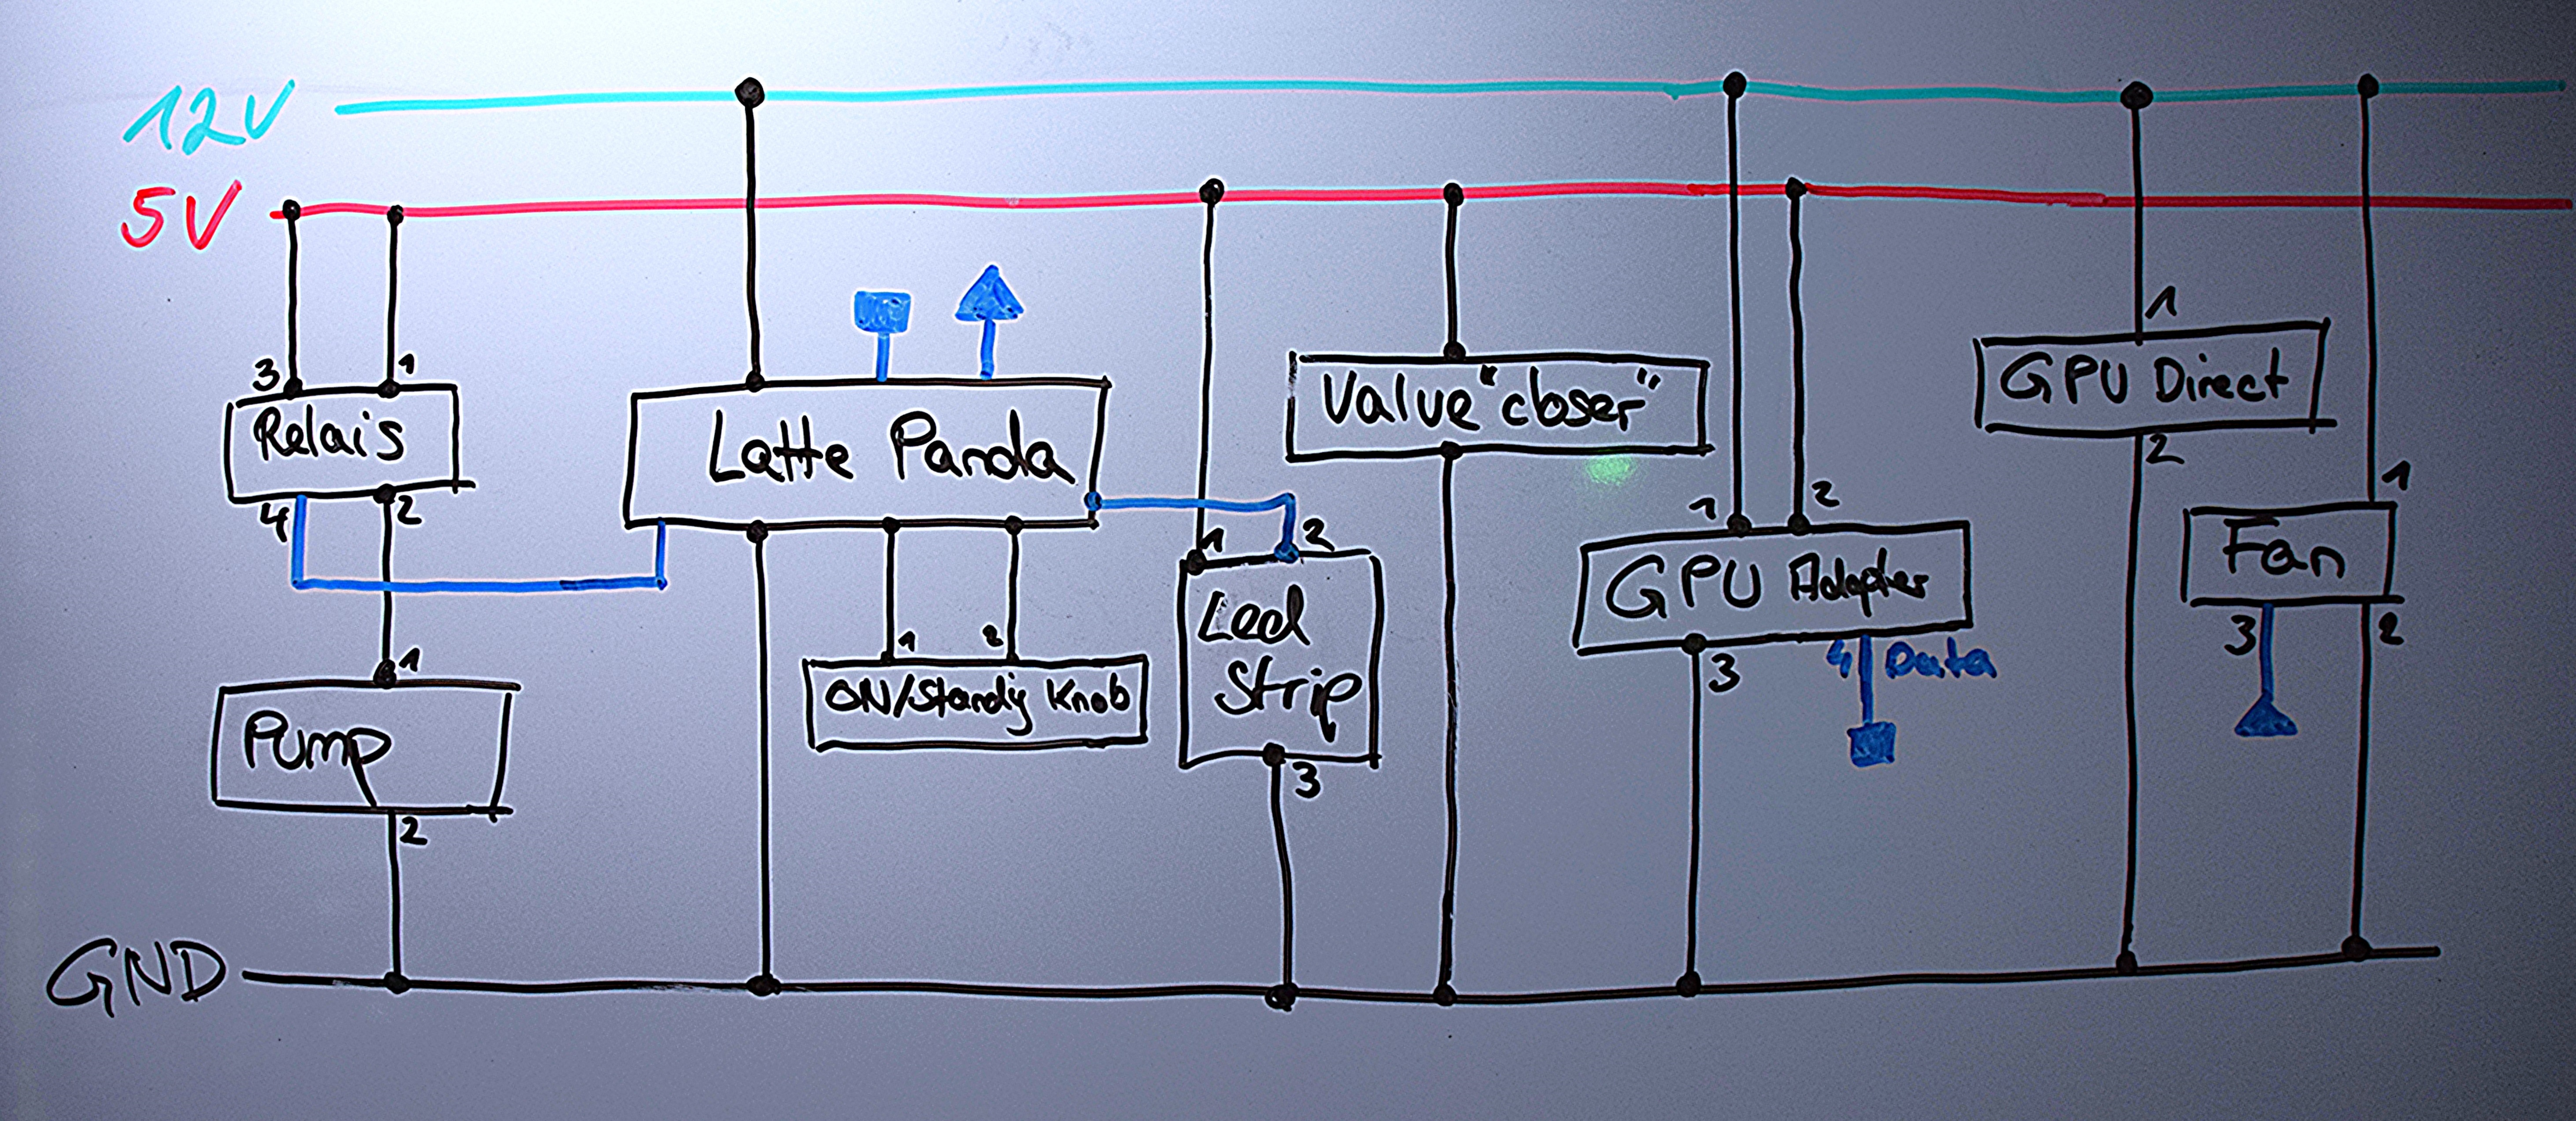 12V
5V
3 1
Relais
4 2
1
Pump
2
Latte Panda
1 2
ON/Standig Knob
1 2
Led
Strip
3
Value "closer"
1 2
GPU Adapter
3 4 Data
1
GPU Direct
2
1
Fan
3 2
GND